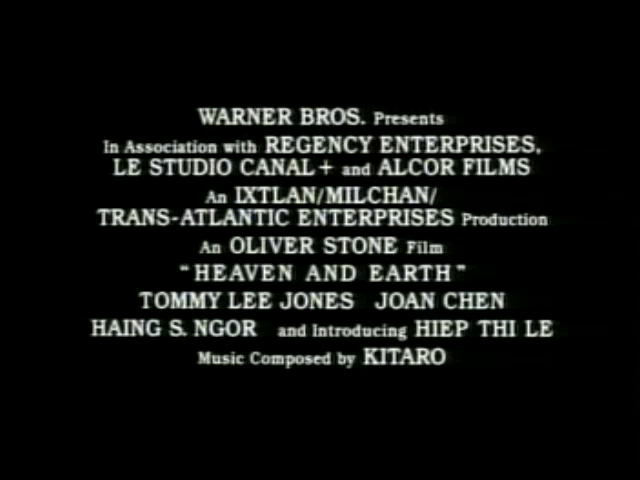 WARNER BROS. Presents
In Association with REGENCY ENTERPRISES,
LE STUDIO CANAL+ and ALCOR FILMS
An IXTLAN/MILCHAN/
TRANS-ATLANTIC ENTERPRISES Production
An OLIVER STONE Film
"HEAVEN AND EARTH"
TOMMY LEE JONES JOAN CHEN
HAING S. NGOR and Introducing HIEP THI LE
Music Composed by KITARO